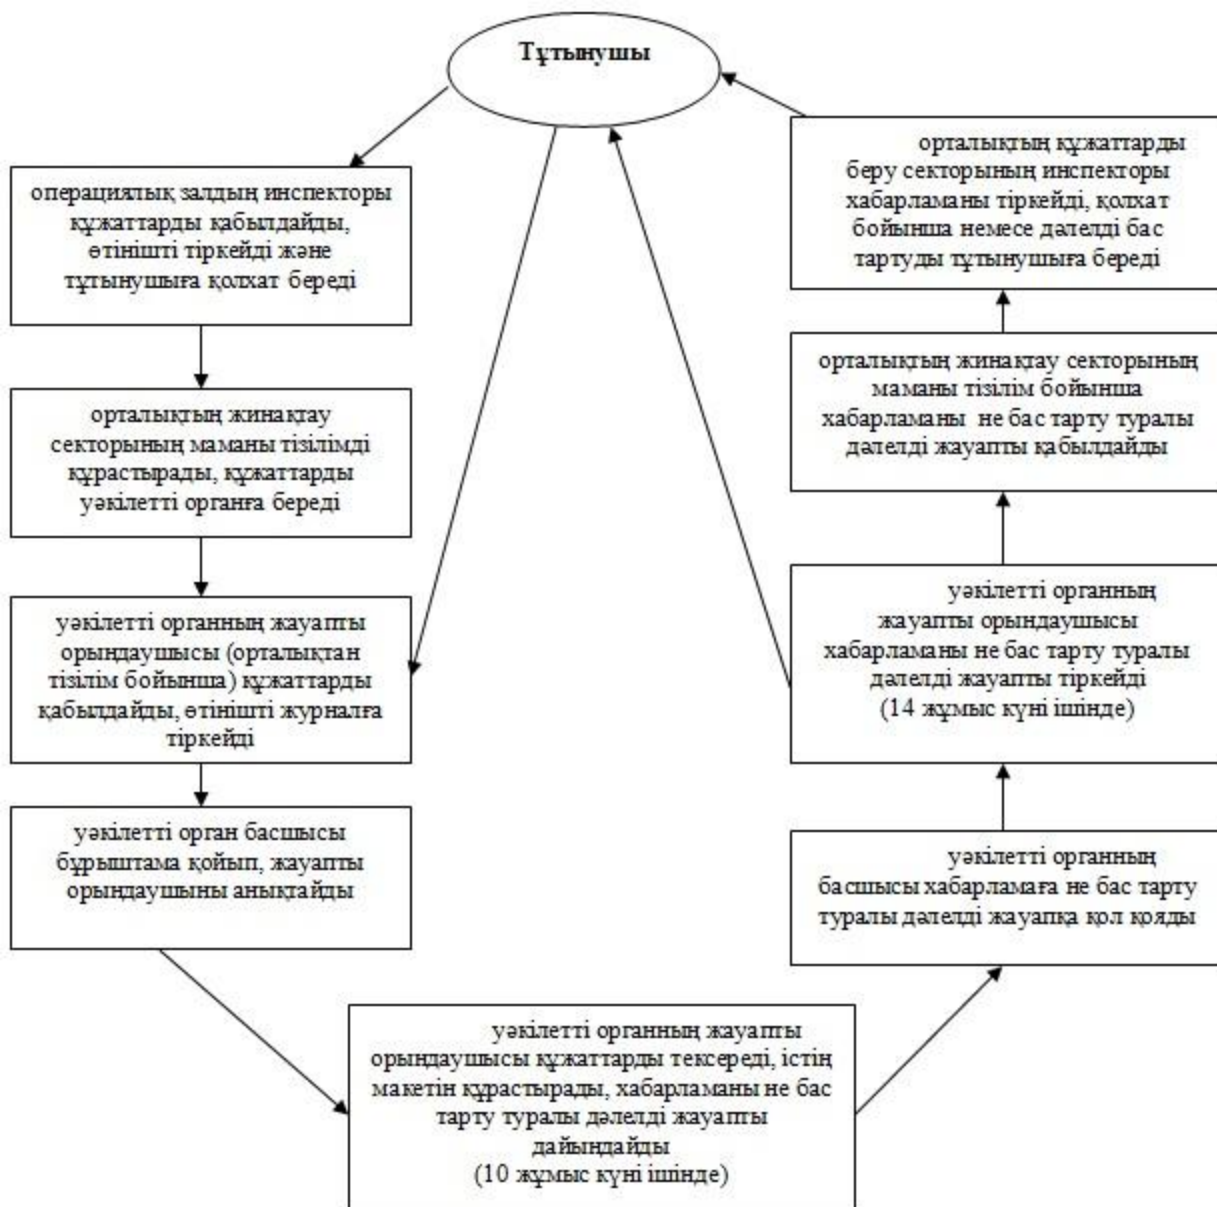 Тұтынушы
операциялық залдың инспекторы
құжаттарды қабылдайды,
өтінішті тіркейді және
тұтынушыға қолхат береді
орталықтың жинақтау
секторының маманы тізілімді
құрастырады, құжаттарды
уәкілетті органға береді
уәкілетті органның жауапты
орындаушысы (орталықтан
тізілім бойынша) құжаттарды
қабылдайды, өтінішті журналға
тіркейді
уәкілетті орган басшысы
бұрыштама қойып, жауапты
орындаушыны анықтайды
уәкілетті органның жауапты
орындаушысы құжаттарды тексереді, істің
макетін құрастырады, хабарламаны не бас
тарту туралы дәлелді жауапты
дайындайды
(10 жұмыс күні ішінде)
уәкілетті органның
басшысы хабарламаға не бас тарту
туралы дәлелді жауапқа қол қояды
уәкілетті органның
жауапты орындаушысы
хабарламаны не бас тарту туралы
дәлелді жауапты тіркейді
(14 жұмыс күні ішінде)
орталықтың жинақтау секторының
маманы тізілім бойынша
хабарламаны не бас тарту туралы
дәлелді жауапты қабылдайды
орталықтың құжаттарды
беру секторының инспекторы
хабарламаны тіркейді, қолхат
бойынша немесе дәлелді бас
тартуды тұтынушыға береді